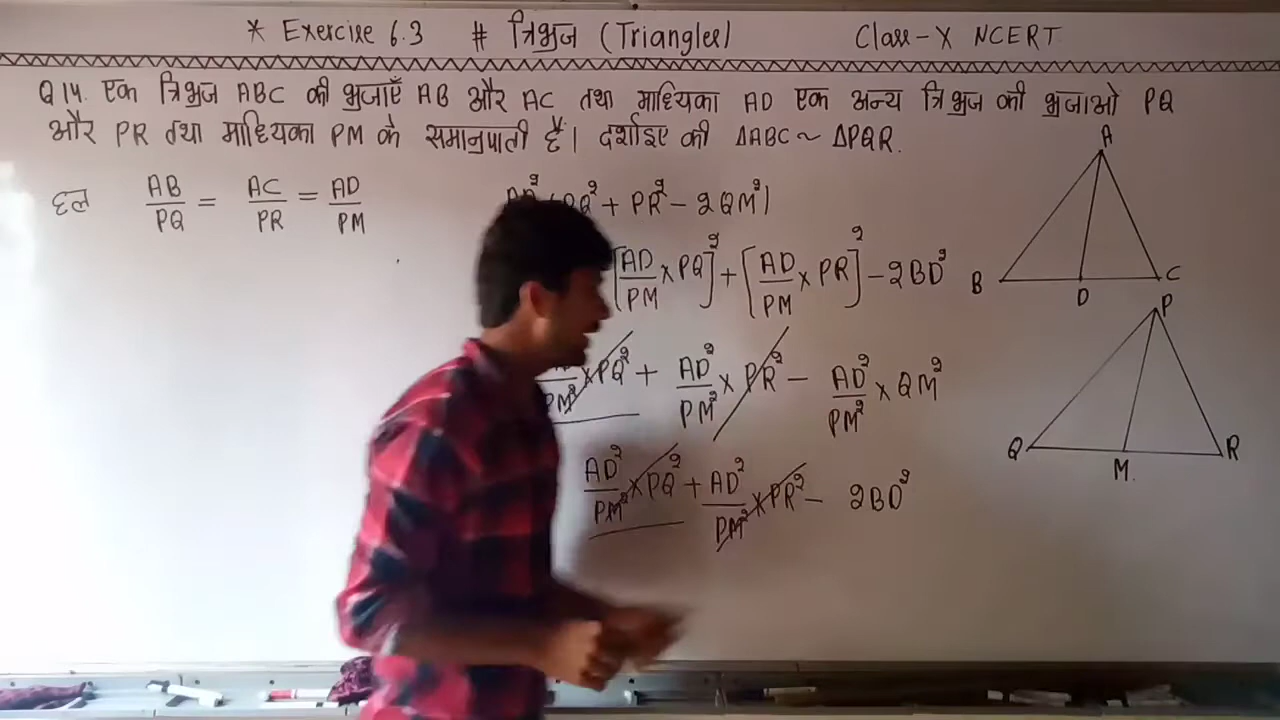 * Exercise 6.3 # त्रिभुज (Triangles) Class-X NCERT
Q14. एक त्रिभुज ABC की भुजाएँ AB और AC तथा माध्यिका AD एक अन्य त्रिभुज की भुजाओ PQ
और PR तथा माध्यिका PM के समानुपाती है। दर्शाइए की ΔABC ~ ΔPQR.
हल AB/PQ = AC/PR = AD/PM
+ PR² - 2QM²)
[AD/PM × PQ]² + [AD/PM × PR]² - 2BD²
PM² × PQ² + AD²/PM² × PR² - AD²/PM² × QM²
AD²/PM² × PQ² + AD²/PM² × PR² - 2BD²
A
B
D
C
P
Q
M.
R